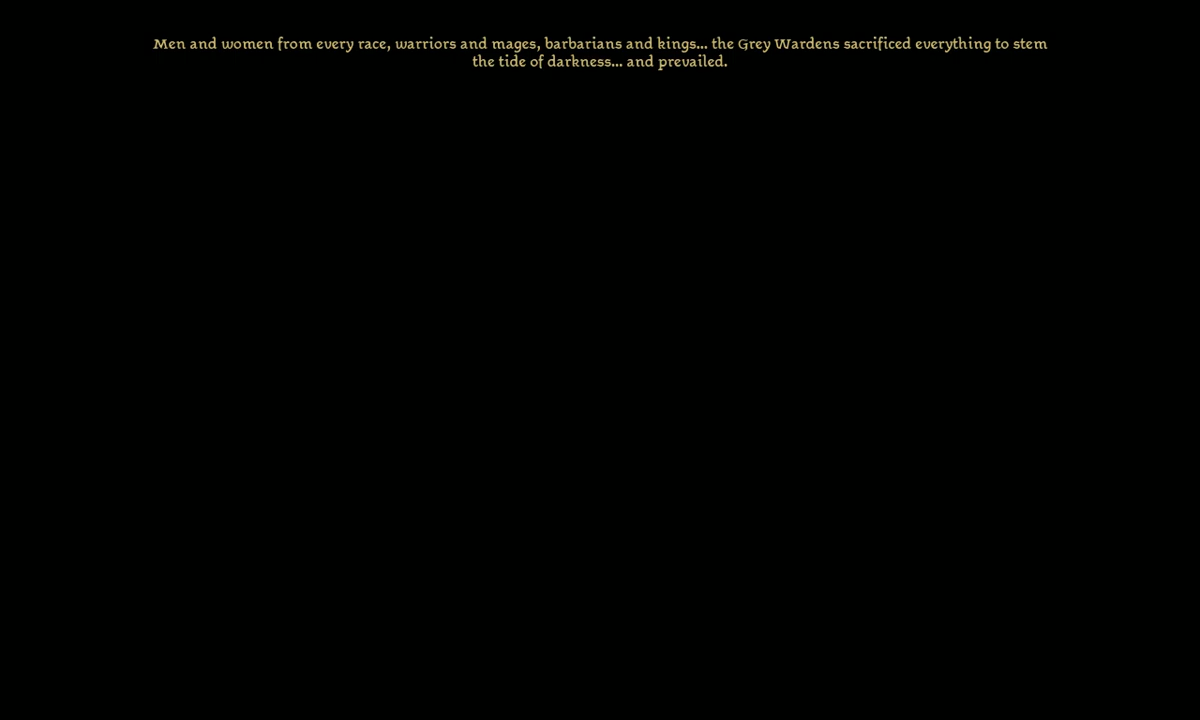 Men and women from every race, warriors and mages, barbarians and kings... the Grey Wardens sacrificed everything to stem
the tide of darkness... and prevailed.